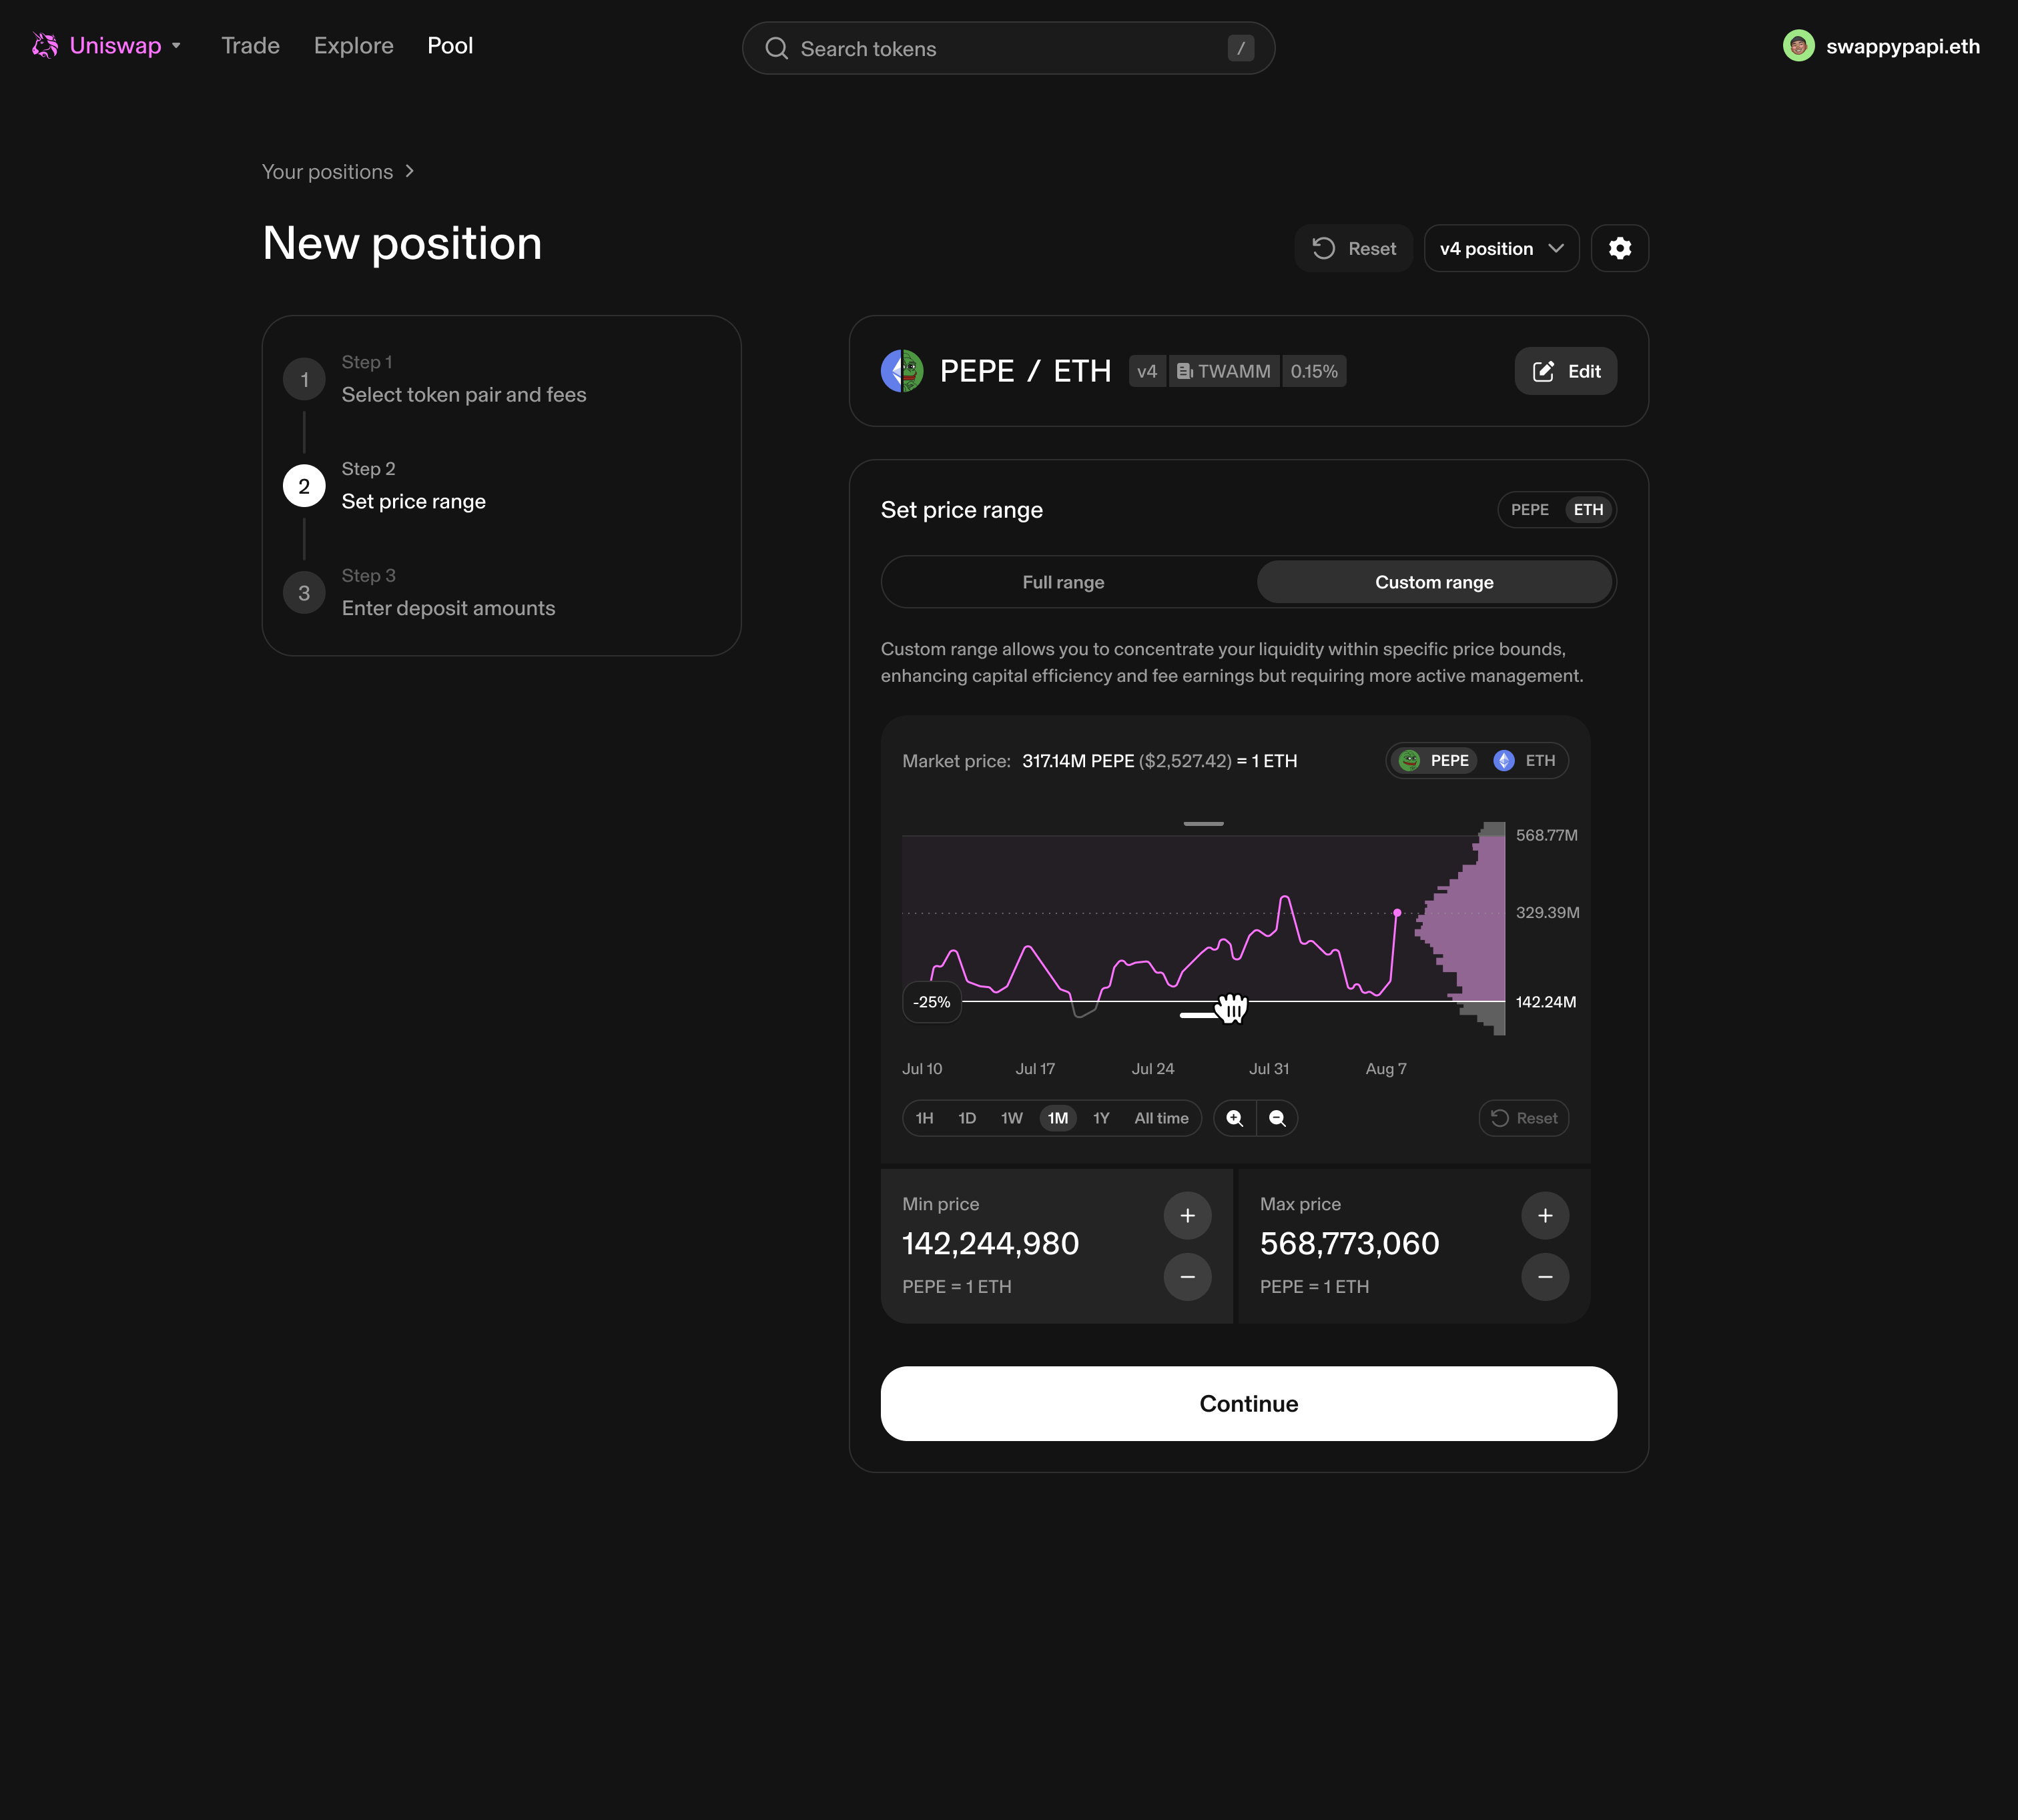 Uniswap
Trade
Explore
Pool
Search tokens
/
swappypapi.eth
Your positions
New position
Reset
v4 position
1
Step 1
Select token pair and fees
2
Step 2
Set price range
3
Step 3
Enter deposit amounts
PEPE / ETH
v4
TWAMM
0.15%
Edit
Set price range
PEPE
ETH
Full range
Custom range
Custom range allows you to concentrate your liquidity within specific price bounds,
enhancing capital efficiency and fee earnings but requiring more active management.
Market price: 317.14M PEPE ($2,527.42) = 1 ETH
PEPE
ETH
568.77M
329.39M
-25%
142.24M
Jul 10
Jul 17
Jul 24
Jul 31
Aug 7
1H
1D
1W
1M
1Y
All time
Reset
Min price
142,244,980
PEPE = 1 ETH
+
−
Max price
568,773,060
PEPE = 1 ETH
+
−
Continue